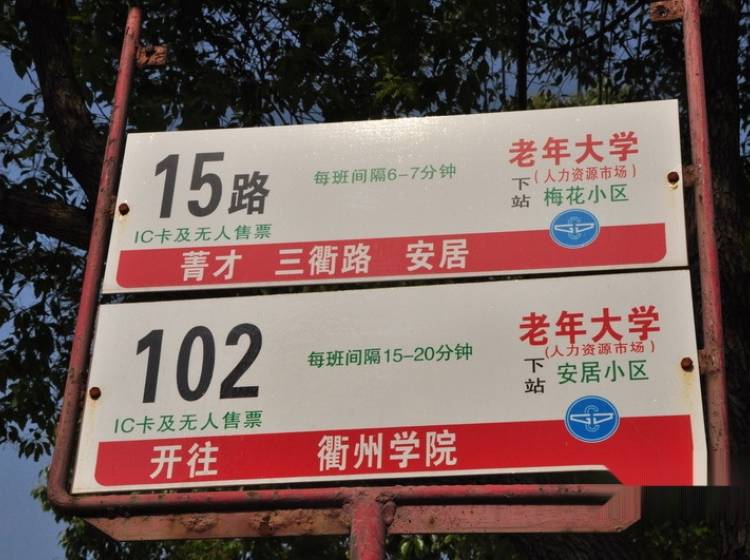 15路
每班间隔6-7分钟
老年大学
(人力资源市场)
下站 梅花小区
IC卡及无人售票
菁才 三衢路 安居
102
每班间隔15-20分钟
老年大学
(人力资源市场)
下站 安居小区
IC卡及无人售票
开往 衢州学院